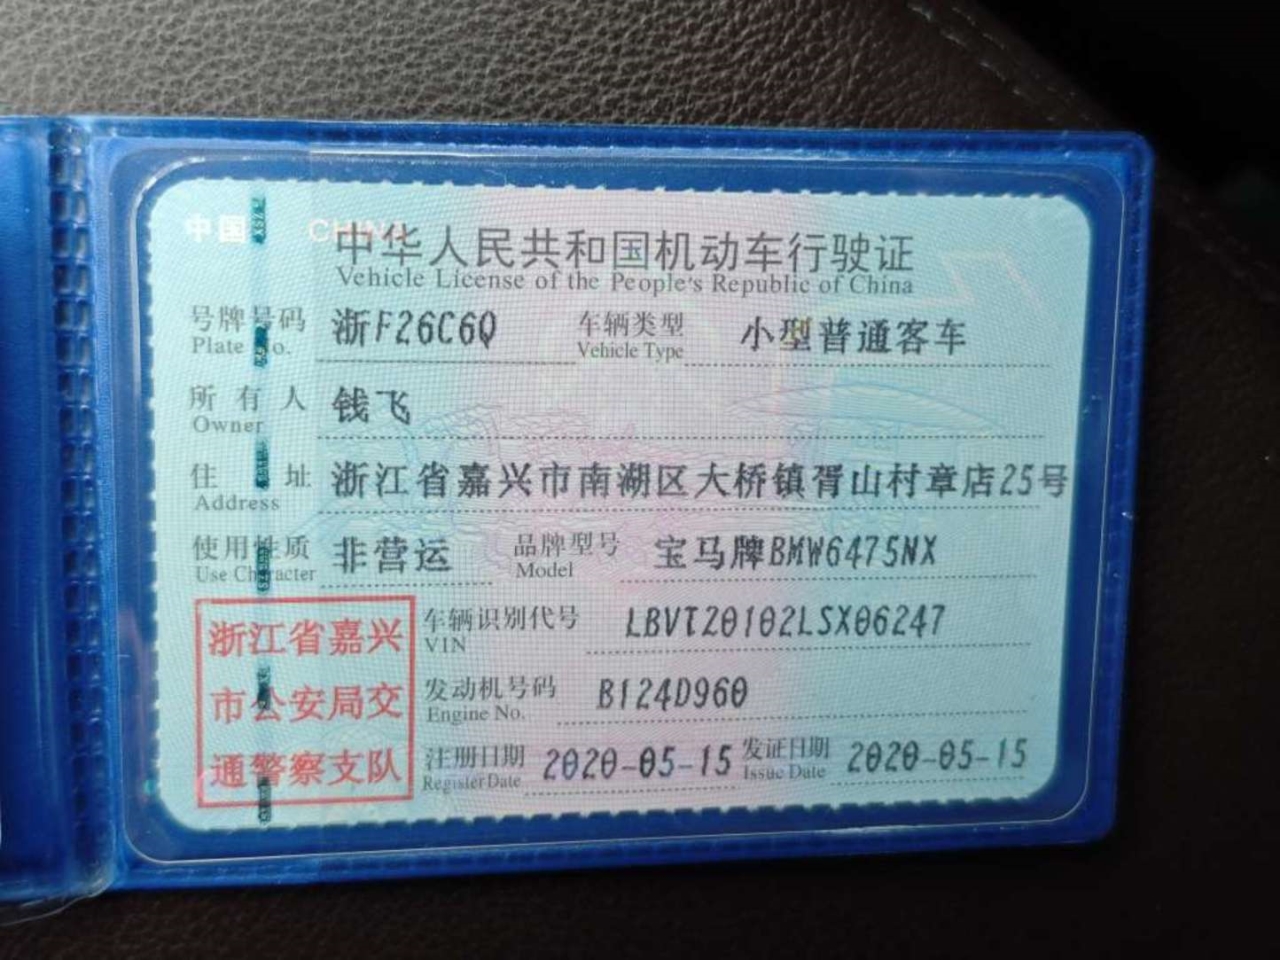 中国 CHINA
中华人民共和国机动车行驶证
Vehicle License of the People's Republic of China
号牌号码 浙F26C6Q 车辆类型 小型普通客车
Plate No. Vehicle Type
所有人 钱飞
Owner
住址 浙江省嘉兴市南湖区大桥镇胥山村章店25号
Address
使用性质 非营运 品牌型号 宝马牌BMW6475NX
Use Character Model
浙江省嘉兴
市公安局交
通警察支队
车辆识别代号 LBVTZ0102LSX06247
VIN
发动机号码 B124D960
Engine No.
注册日期 2020-05-15 发证日期 2020-05-15
Register Date Issue Date